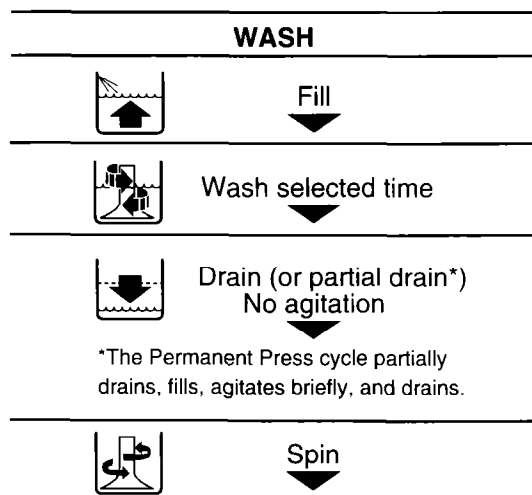 WASH
Fill
Wash selected time
Drain (or partial drain*)
No agitation
*The Permanent Press cycle partially
drains, fills, agitates briefly, and drains.
Spin